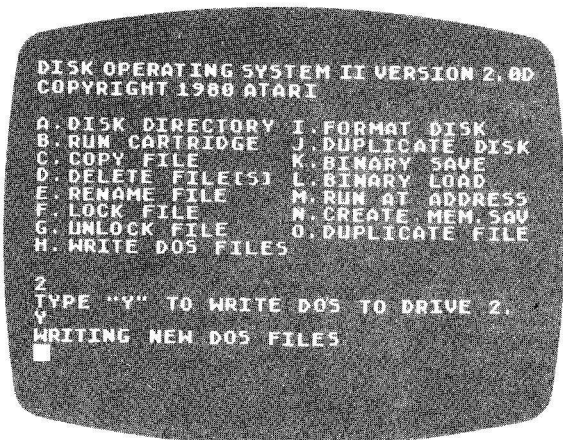 DISK OPERATING SYSTEM II VERSION 2.0D
COPYRIGHT 1980 ATARI
A. DISK DIRECTORY I. FORMAT DISK
B. RUN CARTRIDGE J. DUPLICATE DISK
C. COPY FILE K. BINARY SAVE
D. DELETE FILE[S] L. BINARY LOAD
E. RENAME FILE M. RUN AT ADDRESS
F. LOCK FILE N. CREATE MEM.SAV
G. UNLOCK FILE O. DUPLICATE FILE
H. WRITE DOS FILES
2
TYPE "Y" TO WRITE DOS TO DRIVE 2.
Y
WRITING NEW DOS FILES